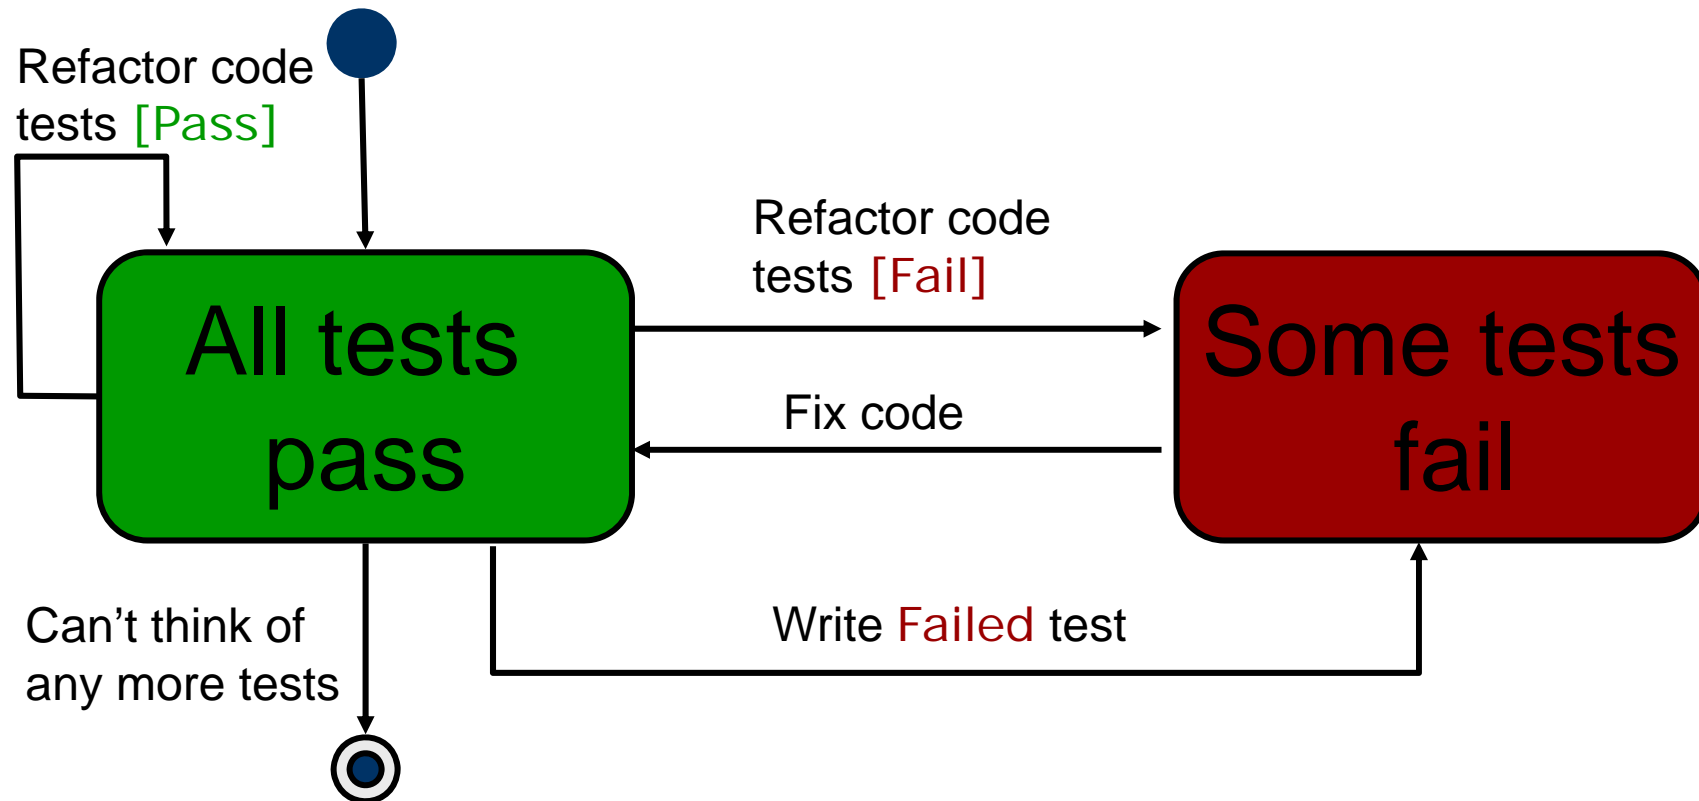 Refactor code
tests [Pass]
Refactor code
tests [Fail]
All tests
pass
Some tests
fail
Fix code
Can't think of
any more tests
Write Failed test